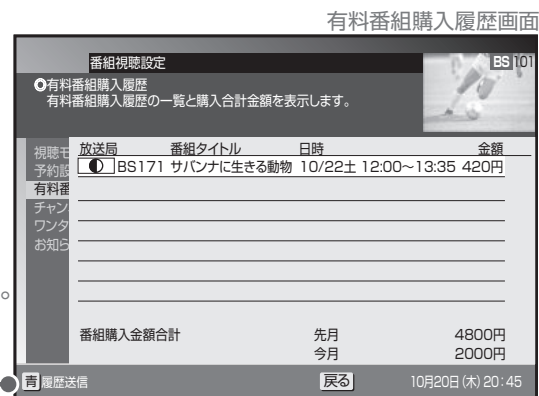 有料番組購入履歴画面
番組視聴設定
BS 101
有料番組購入履歴
有料番組購入履歴の一覧と購入合計金額を表示します。
視聴モ
予約設
有料番
チャン
ワンタ
お知ら
放送局 番組タイトル 日時 金額
BS171 サバンナに生きる動物 10/22土 12:00～13:35 420円
番組購入金額合計 先月 4800円
今月 2000円
青 履歴送信 戻る 10月20日(木)20:45